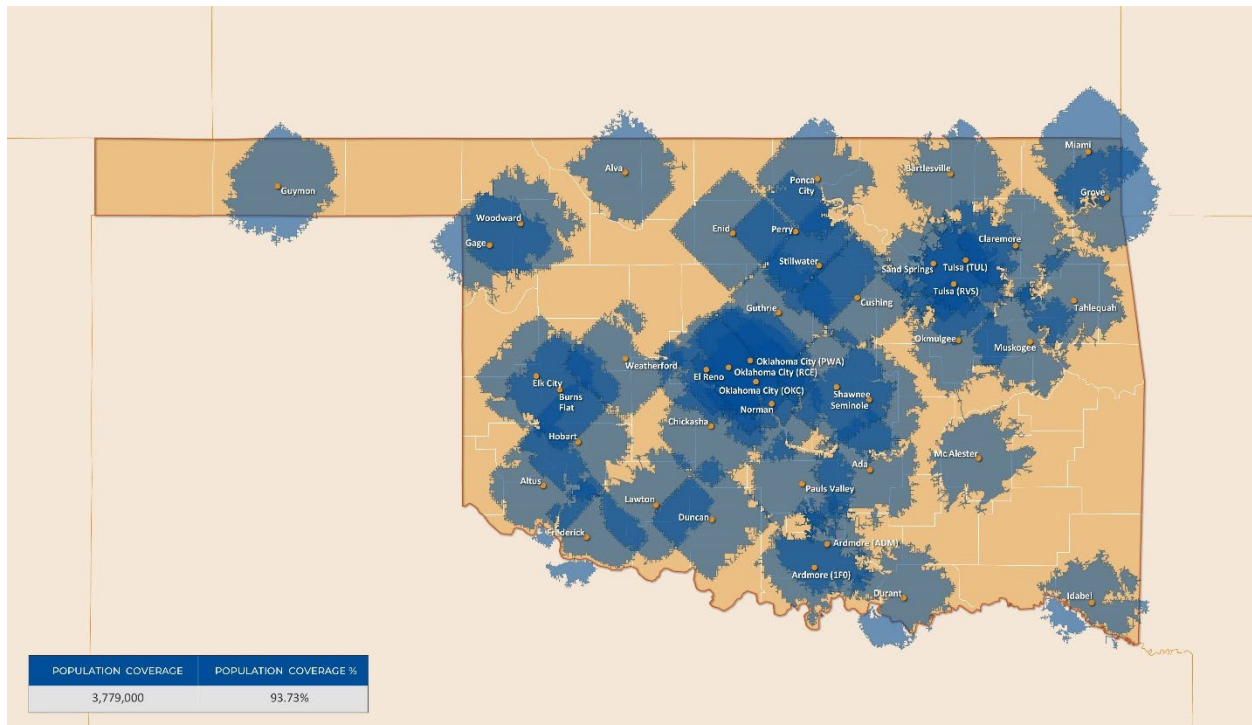 Miami
Alva
Bartlesville
Ponca
City
Guymon
Grove
Woodward
Enid
Perry
Gage
Claremore
Stillwater
Sand Springs
Tulsa (TUL)
Tulsa (RVS)
Cushing
Tahlequah
Guthrie
Okmulgee
Muskogee
Oklahoma City (PWA)
Weatherford
El Reno
Oklahoma City (RCE)
Elk City
Oklahoma City (OKC)
Burns
Flat
Shawnee
Seminole
Norman
Chickasha
Hobart
McAlester
Ada
Altus
Pauls Valley
Lawton
Duncan
Frederick
Ardmore (ADM)
Ardmore (1F0)
Durant
Idabel
POPULATION COVERAGE POPULATION COVERAGE %
3,779,000 93.73%